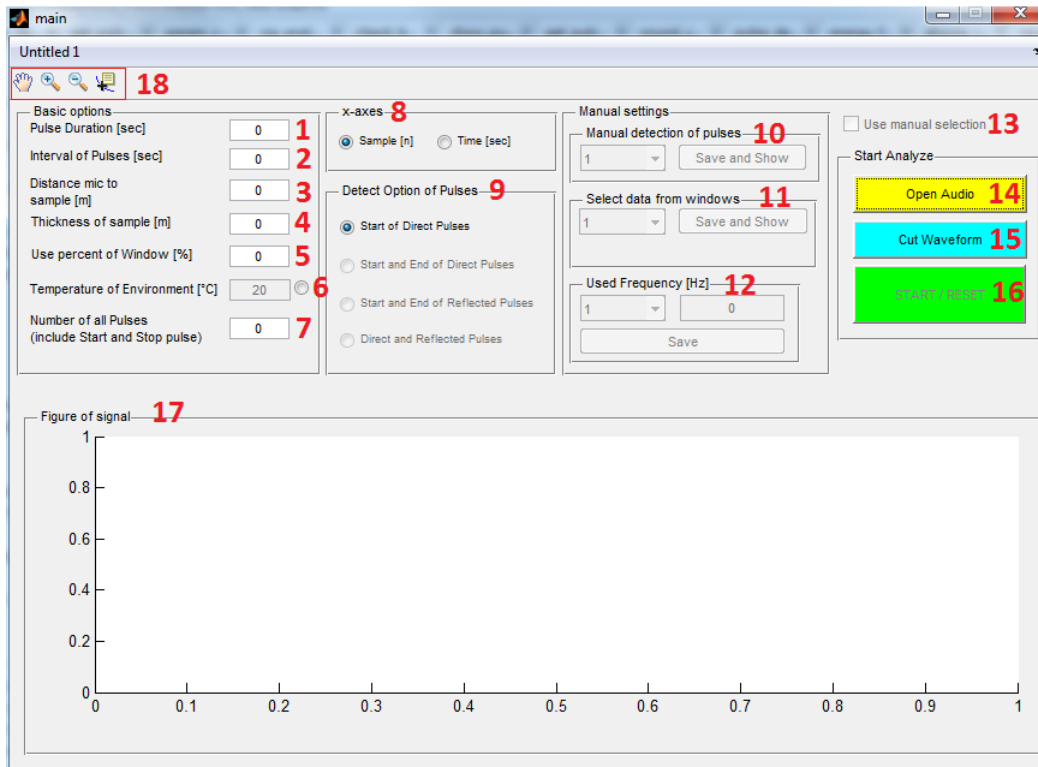 main
Untitled 1
18
Basic options
Pulse Duration [sec] 0 1
Interval of Pulses [sec] 0 2
Distance mic to
sample [m] 0 3
Thickness of sample [m] 0 4
Use percent of Window [%] 0 5
Temperature of Environment [°C] 20 6
Number of all Pulses
(include Start and Stop pulse) 0 7
x-axes 8
Sample [n] Time [sec]
Detect Option of Pulses 9
Start of Direct Pulses
Start and End of Direct Pulses
Start and End of Reflected Pulses
Direct and Reflected Pulses
Manual settings
Manual detection of pulses 10
1 Save and Show
Select data from windows 11
1 Save and Show
Used Frequency [Hz] 12
1 0
Save
Use manual selection 13
Start Analyze
Open Audio 14
Cut Waveform 15
START / RESET 16
Figure of signal 17
1
0.8
0.6
0.4
0.2
0
0 0.1 0.2 0.3 0.4 0.5 0.6 0.7 0.8 0.9 1